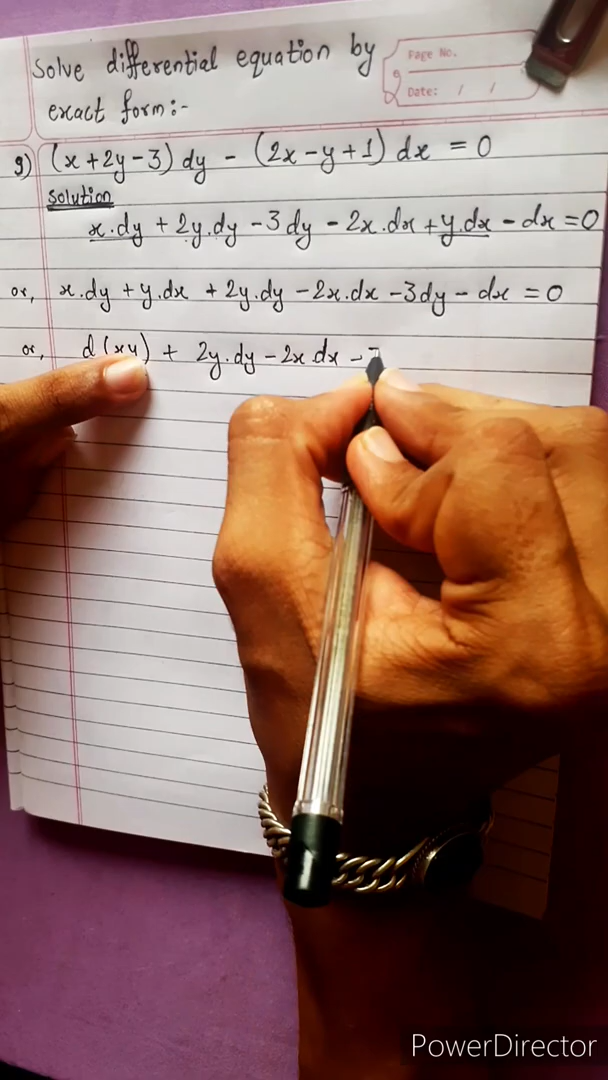 Solve differential equation by
exact form:-
Page No.
Date: / /
9) (x+2y-3) dy - (2x-y+1) dx = 0
Solution
x.dy + 2y.dy - 3dy - 2x.dx + y.dx - dx = 0
or, x.dy + y.dx + 2y.dy - 2x.dx - 3dy - dx = 0
or, d(xy) + 2y.dy - 2x dx -
PowerDirector